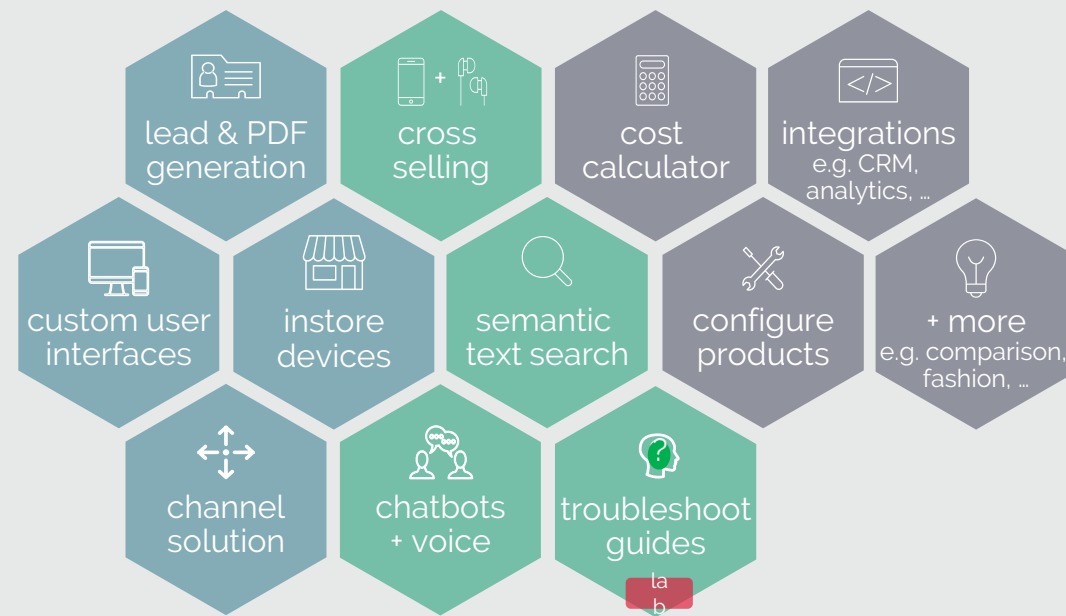 +
lead & PDF
generation
cross
selling
cost
calculator
</>
integrations
e.g. CRM,
analytics, ...
custom user
interfaces
instore
devices
semantic
text search
configure
products
+ more
e.g. comparison,
fashion, ...
channel
solution
chatbots
+ voice
?
troubleshoot
guides
la
b